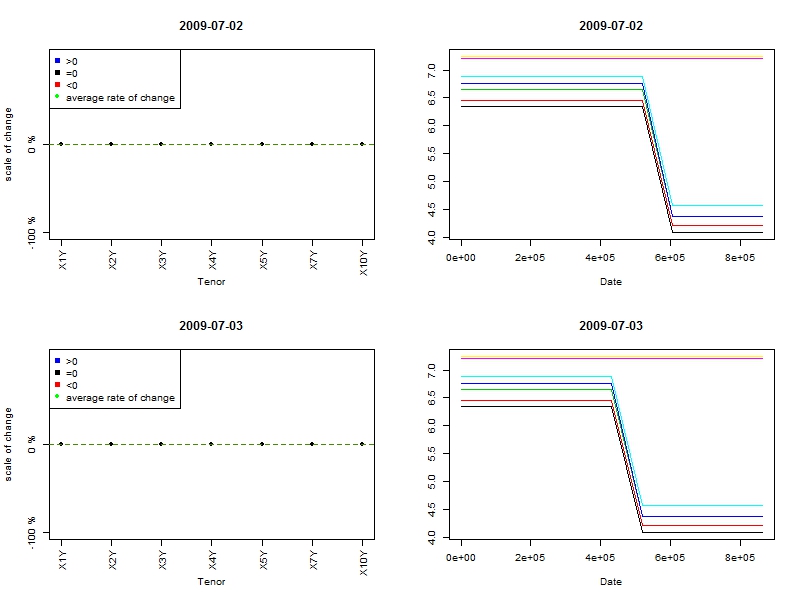 2009-07-02
>0
=0
<0
average rate of change
scale of change
0 %
-100 %
X1Y X2Y X3Y X4Y X5Y X7Y X10Y
Tenor
2009-07-02
7.0
6.5
6.0
5.5
5.0
4.5
4.0
0e+00 2e+05 4e+05 6e+05 8e+05
Date
2009-07-03
>0
=0
<0
average rate of change
scale of change
0 %
-100 %
X1Y X2Y X3Y X4Y X5Y X7Y X10Y
Tenor
2009-07-03
7.0
6.5
6.0
5.5
5.0
4.5
4.0
0e+00 2e+05 4e+05 6e+05 8e+05
Date